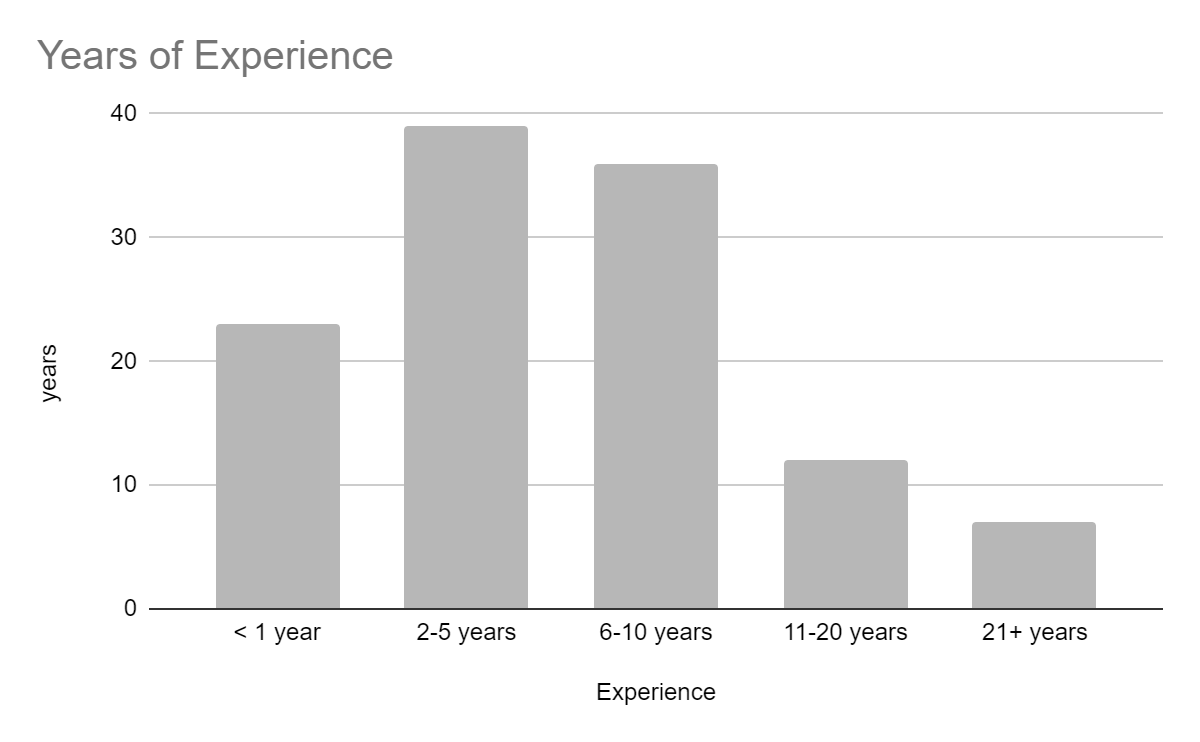 Years of Experience
40
30
20
10
0
years
< 1 year
2-5 years
6-10 years
11-20 years
21+ years
Experience